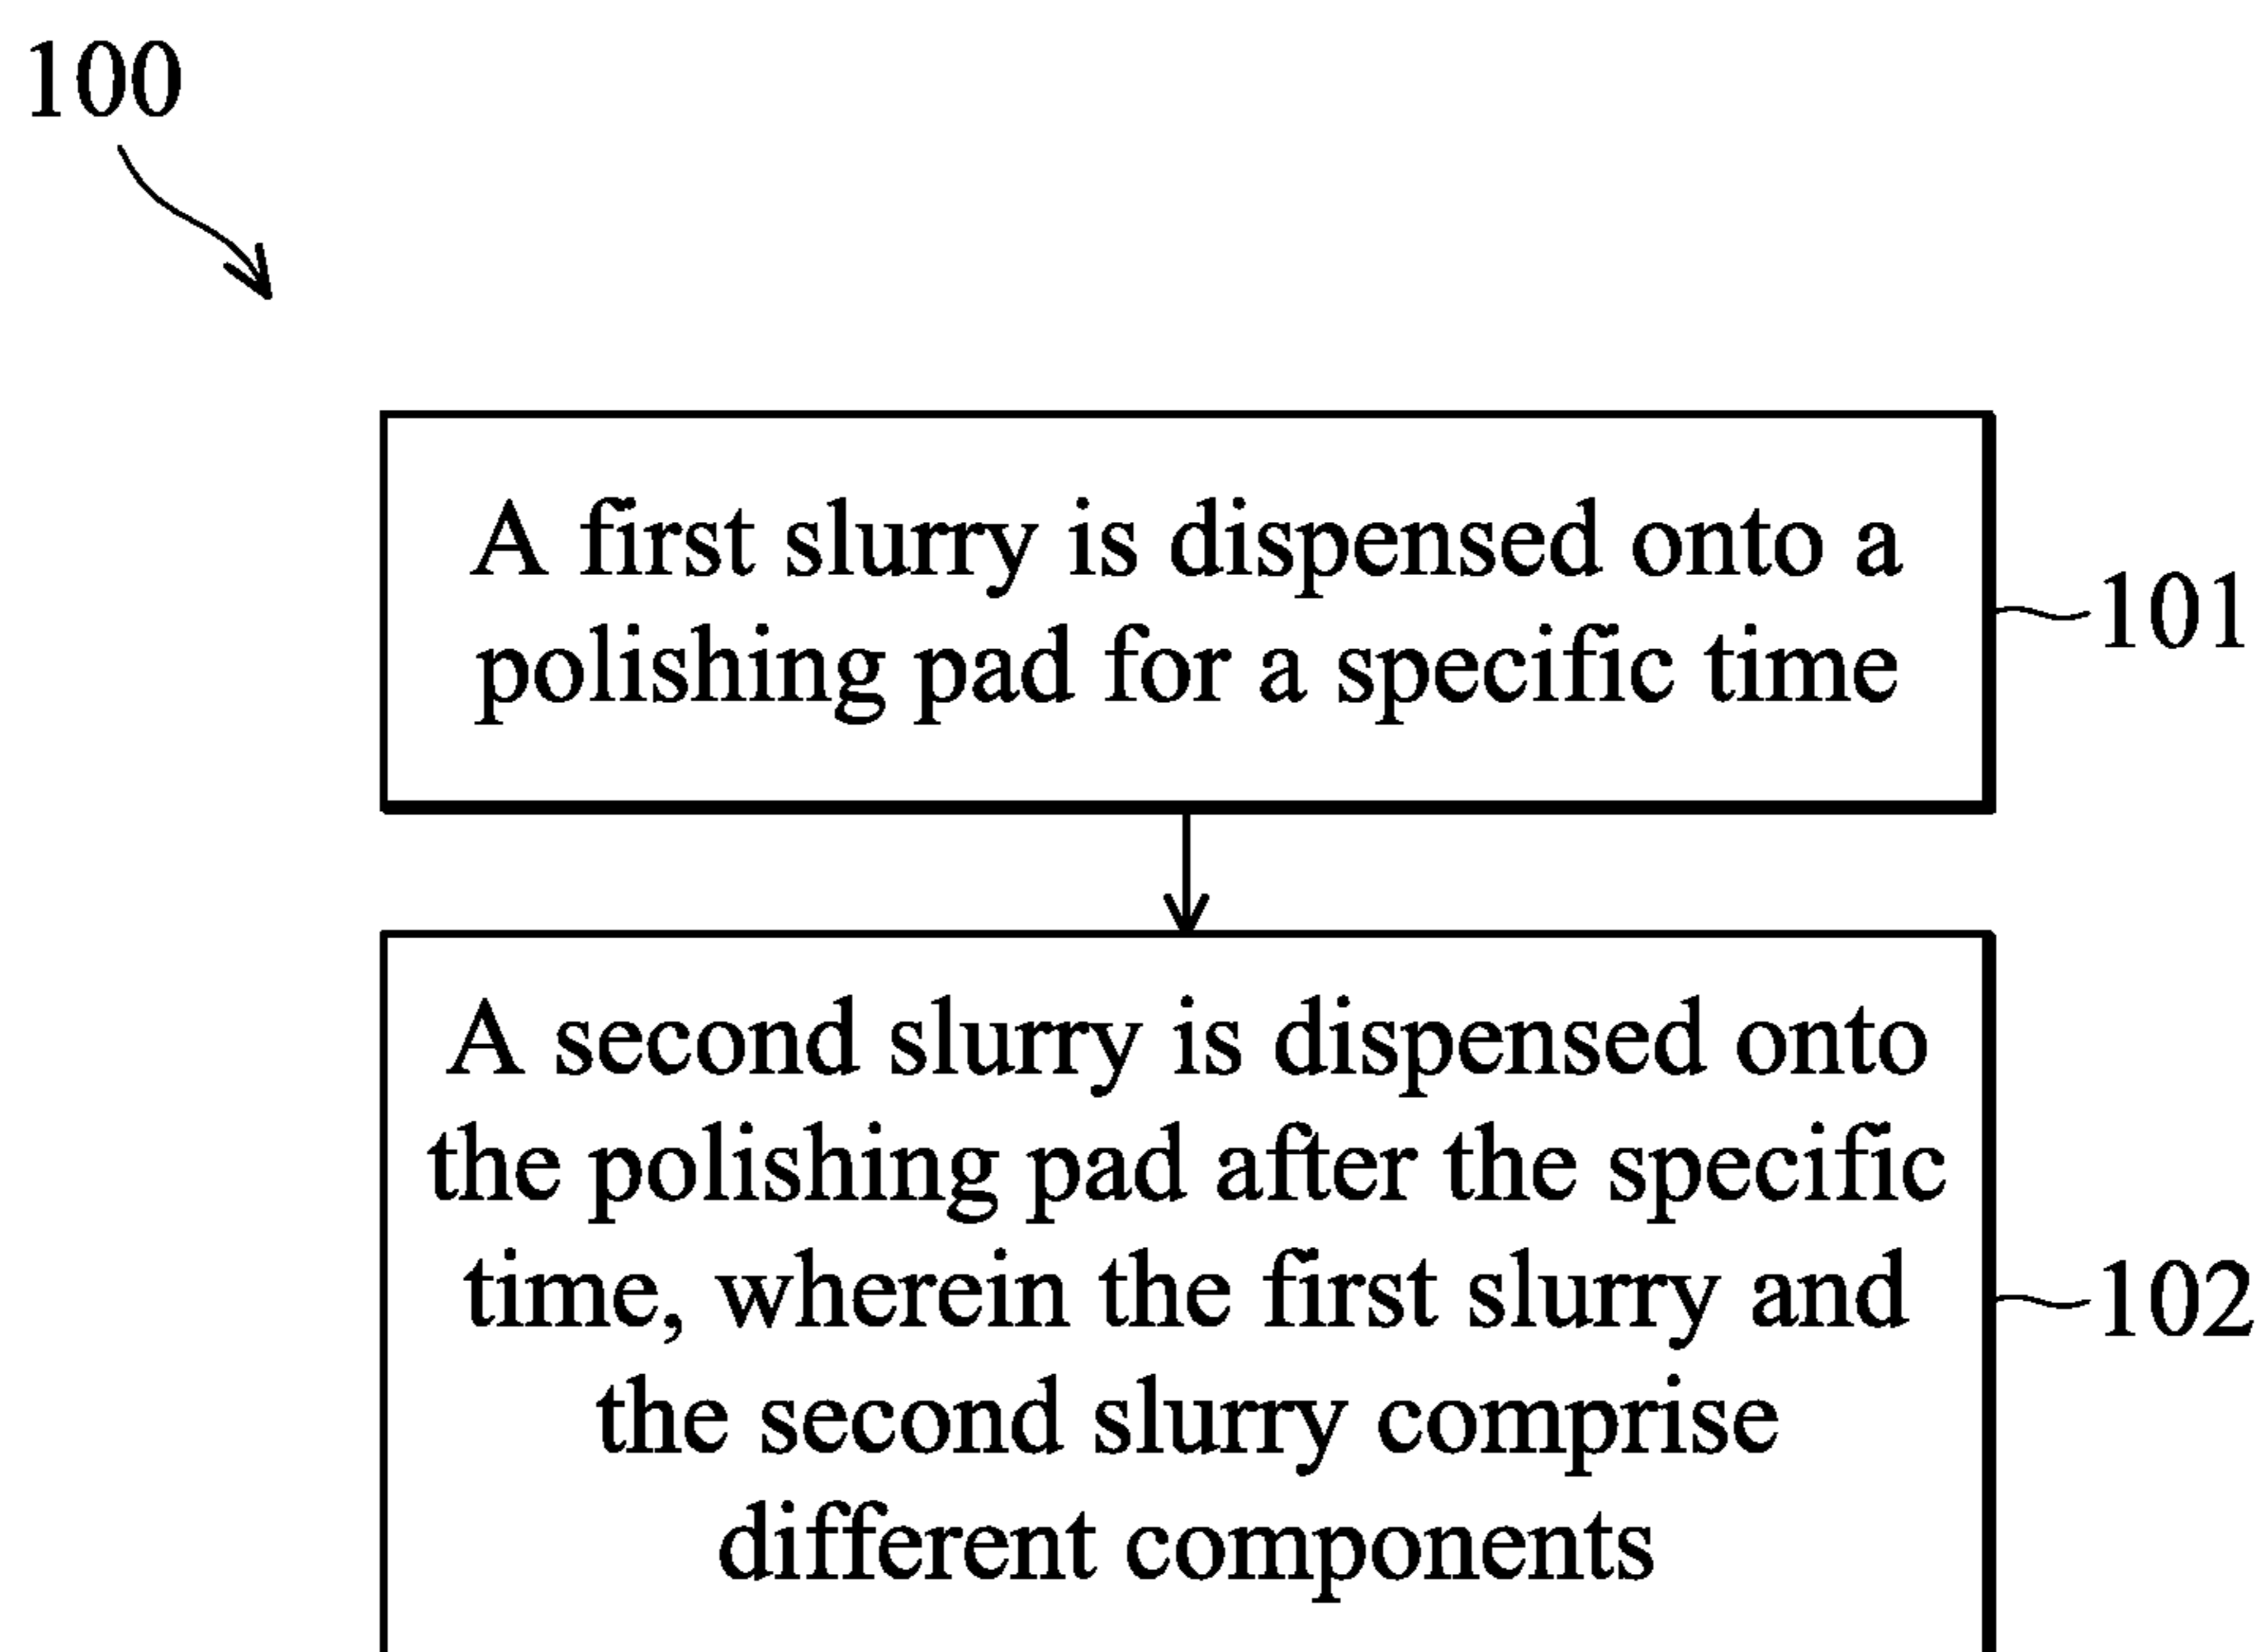 100
A first slurry is dispensed onto a
polishing pad for a specific time
101
A second slurry is dispensed onto
the polishing pad after the specific
time, wherein the first slurry and
the second slurry comprise
different components
102